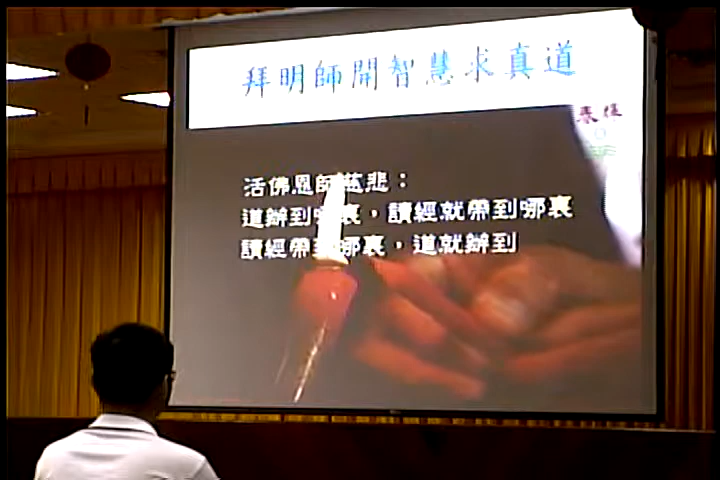 拜明師開智慧求真道
活佛恩師慈悲：
道辦到哪裏，讀經就帶到哪裏
讀經帶到哪裏，道就辦到